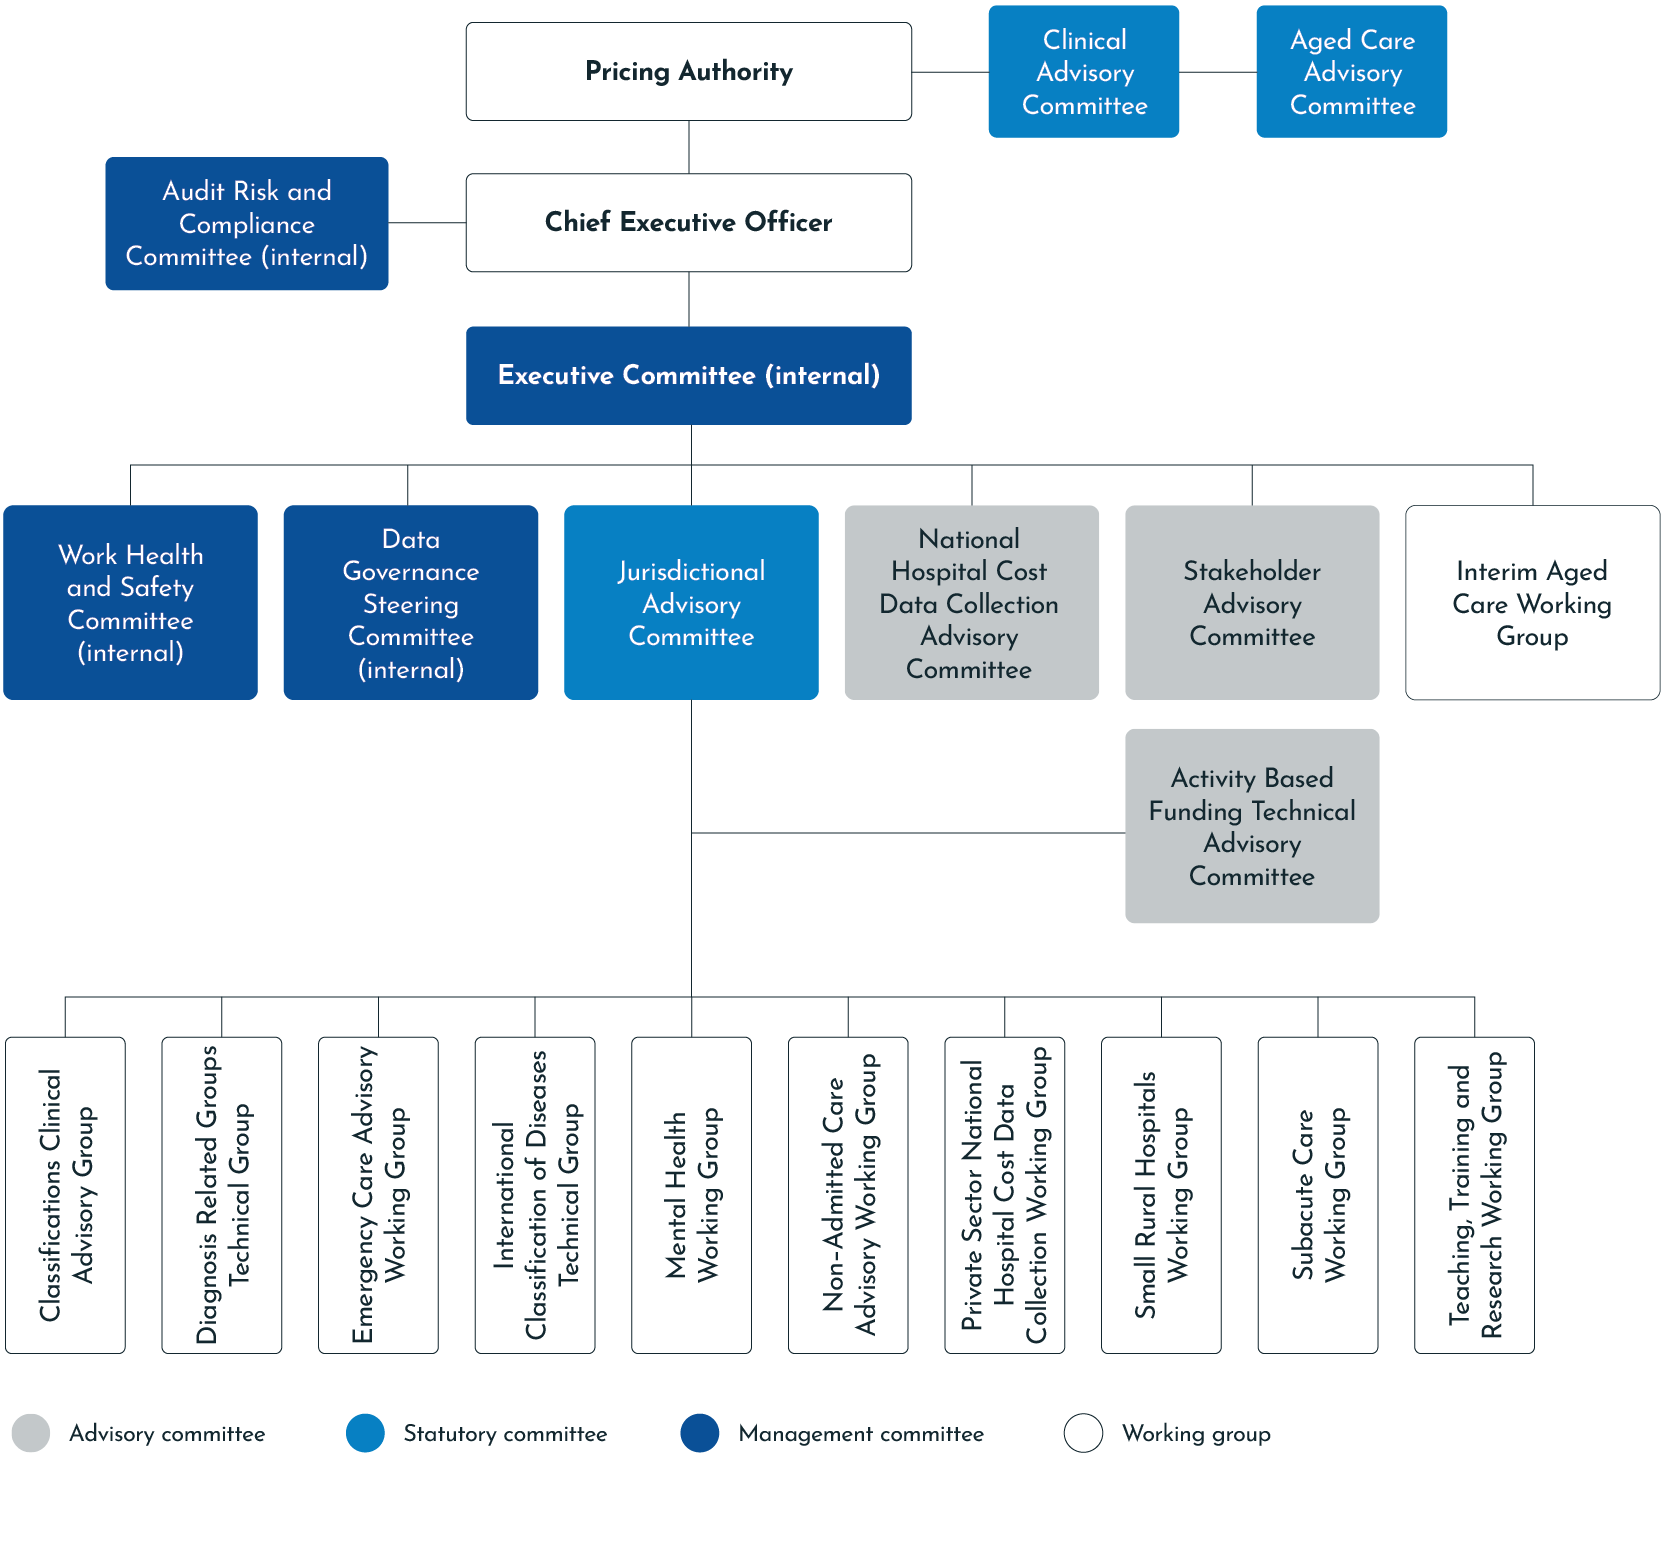 Pricing Authority
Clinical
Advisory
Committee
Aged Care
Advisory
Committee
Audit Risk and
Compliance
Committee (internal)
Chief Executive Officer
Executive Committee (internal)
Work Health
and Safety
Committee
(internal)
Data
Governance
Steering
Committee
(internal)
Jurisdictional
Advisory
Committee
National
Hospital Cost
Data Collection
Advisory
Committee
Stakeholder
Advisory
Committee
Interim Aged
Care Working
Group
Activity Based
Funding Technical
Advisory
Committee
Classifications Clinical
Advisory Group
Diagnosis Related Groups
Technical Group
Emergency Care Advisory
Working Group
International
Classification of Diseases
Technical Group
Mental Health
Working Group
Non-Admitted Care
Advisory Working Group
Private Sector National
Hospital Cost Data
Collection Working Group
Small Rural Hospitals
Working Group
Subacute Care
Working Group
Teaching, Training and
Research Working Group
Advisory committee
Statutory committee
Management committee
Working group